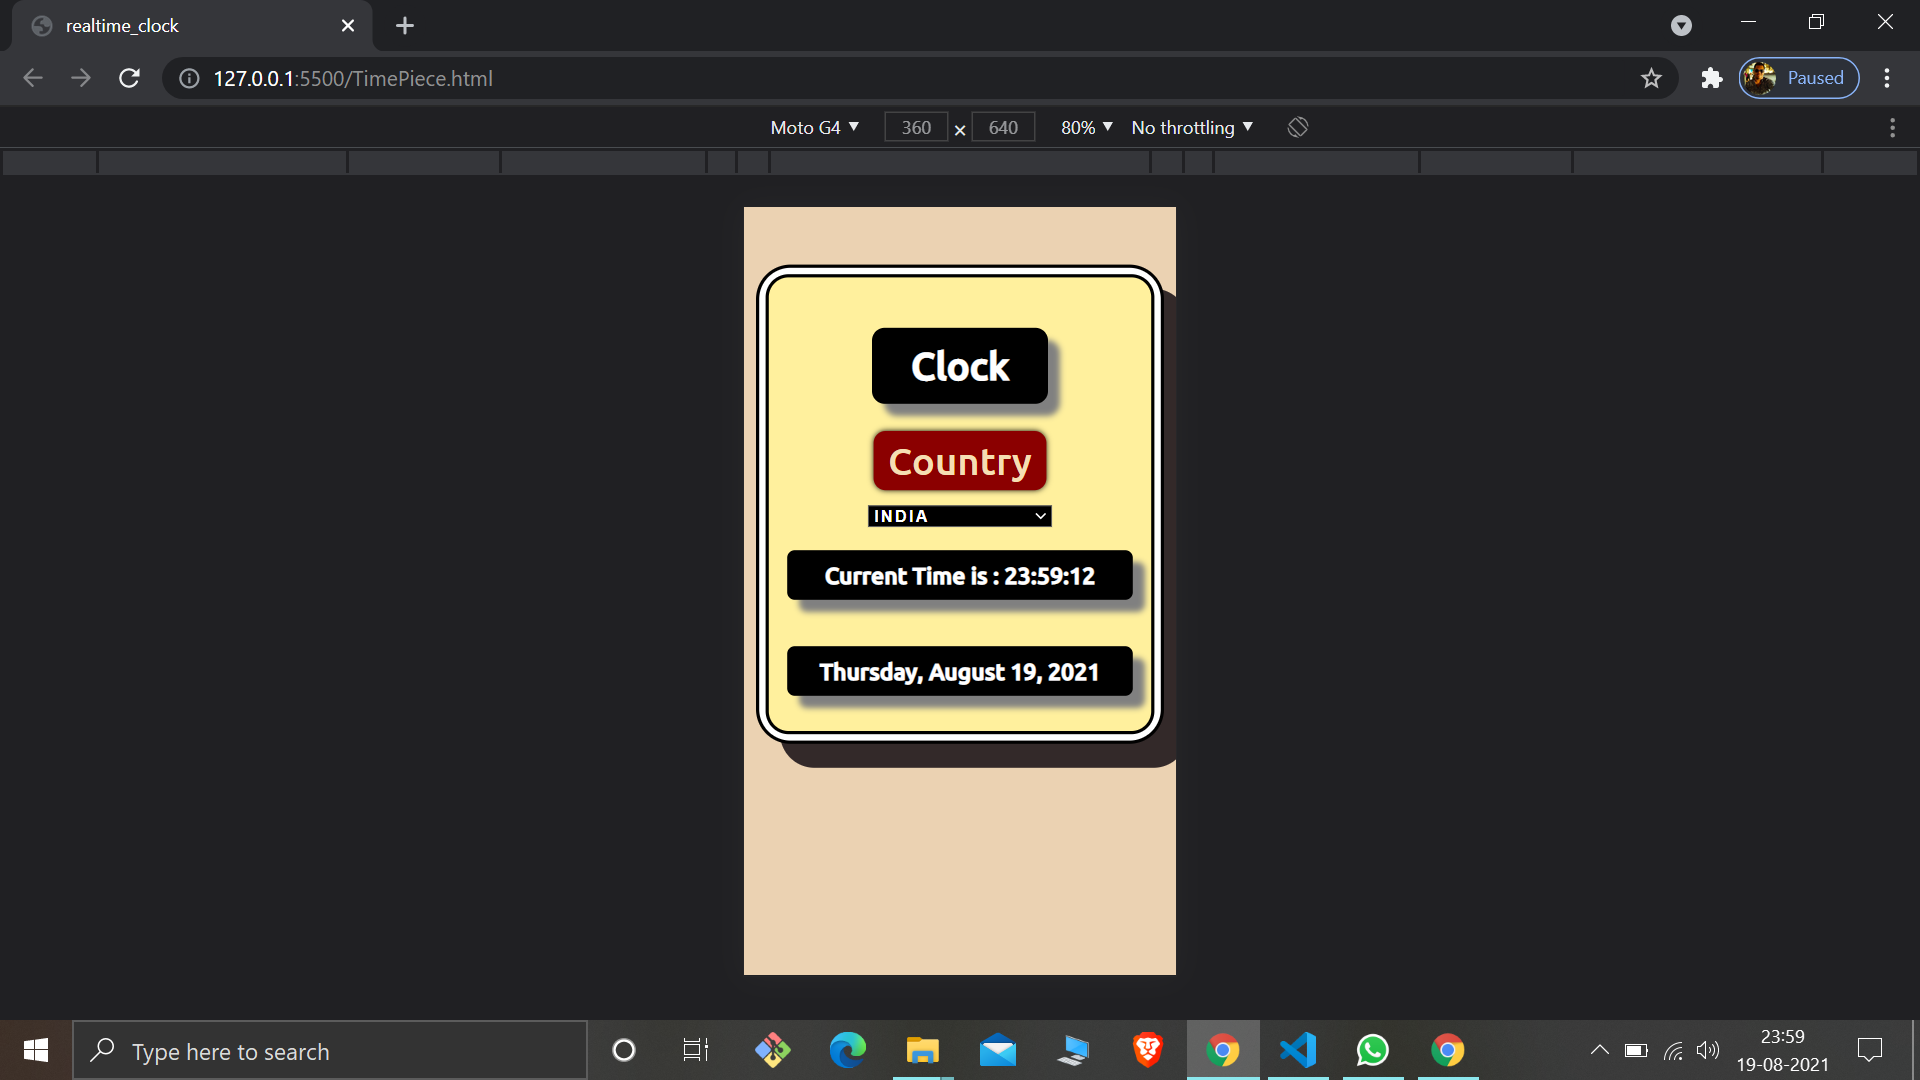 realtime_clock
127.0.0.1:5500/TimePiece.html
Paused
Moto G4 ▼ 360 × 640 80% ▼ No throttling ▼
Clock
Country
INDIA
Current Time is : 23:59:12
Thursday, August 19, 2021
Type here to search
23:59
19-08-2021